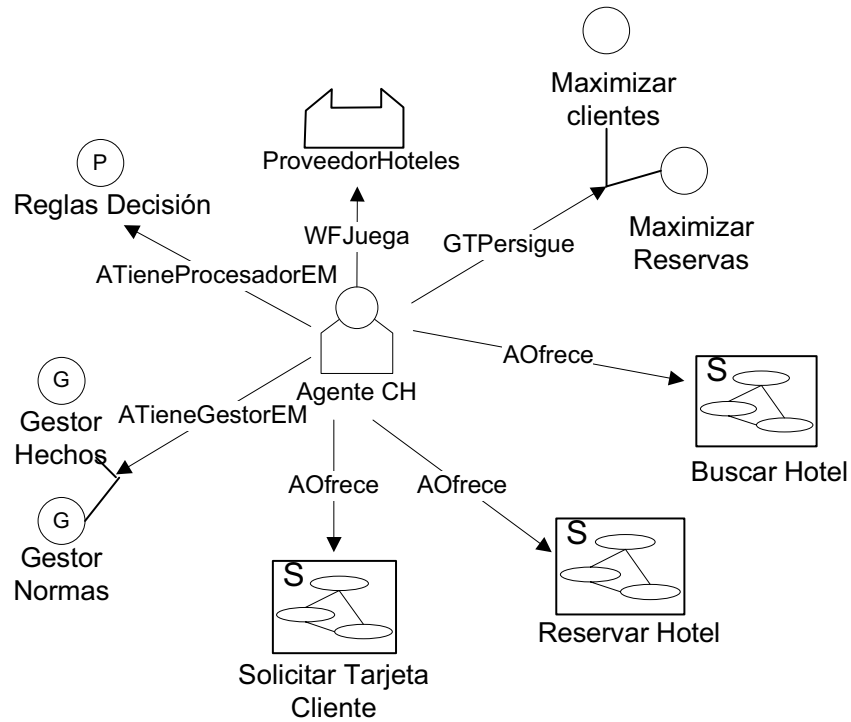 Maximizar
clientes
ProveedorHoteles
P
Reglas Decisión
Maximizar
Reservas
WFJuega
GTPersigue
ATieneProcesadorEM
AOfrece
S
Buscar Hotel
G
Gestor
Hechos
ATieneGestorEM
Agente CH
G
Gestor
Normas
AOfrece
AOfrece
S
Reservar Hotel
S
Solicitar Tarjeta
Cliente